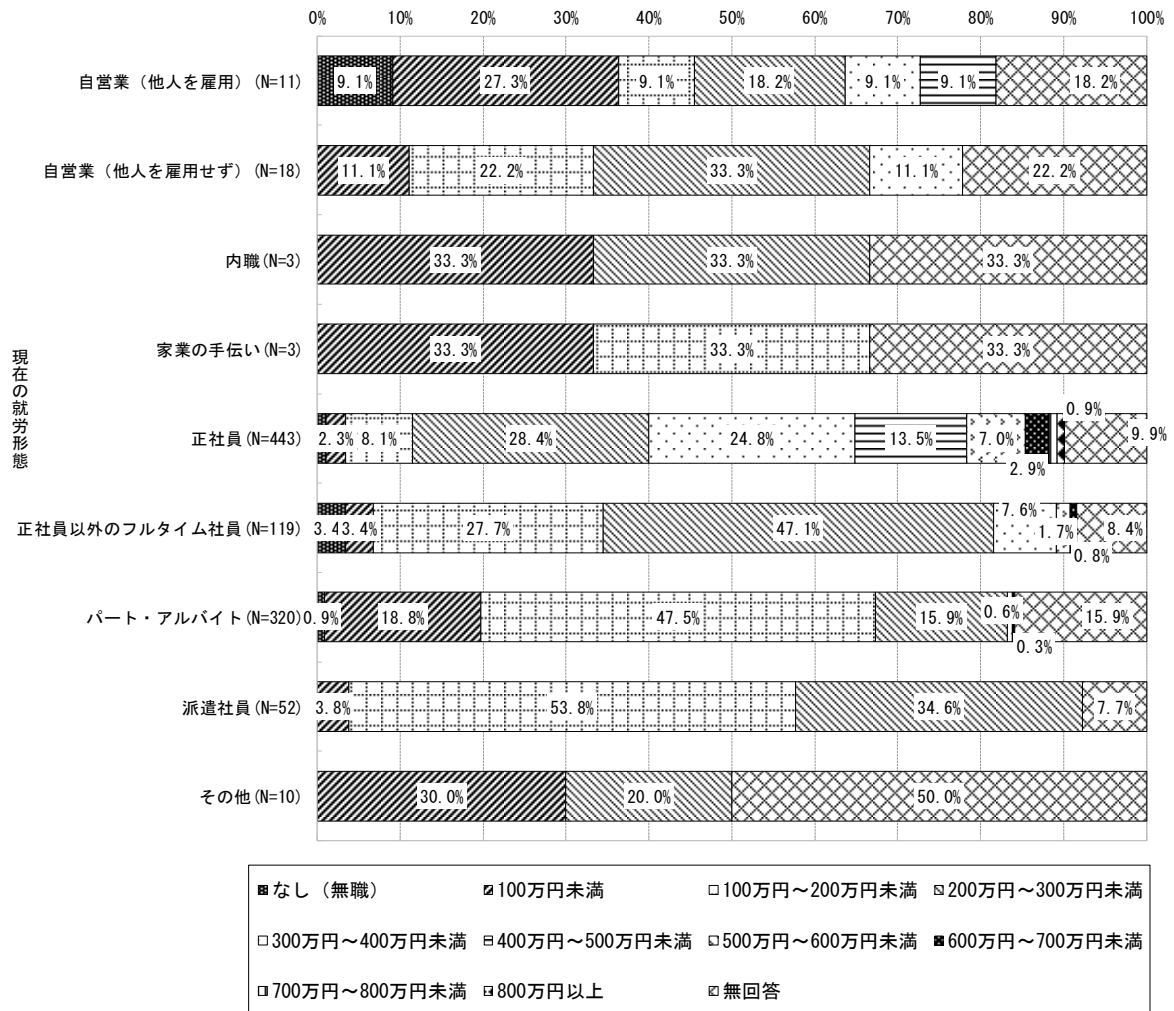 0% 10% 20% 30% 40% 50% 60% 70% 80% 90% 100%
現在の就労形態
自営業（他人を雇用）(N=11) 9.1% 27.3% 9.1% 18.2% 9.1% 9.1% 18.2%
自営業（他人を雇用せず）(N=18) 11.1% 22.2% 33.3% 11.1% 22.2%
内職(N=3) 33.3% 33.3% 33.3%
家業の手伝い(N=3) 33.3% 33.3% 33.3%
正社員(N=443) 2.3% 8.1% 28.4% 24.8% 13.5% 7.0% 2.9% 0.9% 9.9%
正社員以外のフルタイム社員(N=119) 3.4 3.4% 27.7% 47.1% 7.6% 1.7% 0.8% 8.4%
パート・アルバイト(N=320) 0.9% 18.8% 47.5% 15.9% 0.6% 0.3% 15.9%
派遣社員(N=52) 3.8% 53.8% 34.6% 7.7%
その他(N=10) 30.0% 20.0% 50.0%
なし（無職） 100万円未満 100万円～200万円未満 200万円～300万円未満
300万円～400万円未満 400万円～500万円未満 500万円～600万円未満 600万円～700万円未満
700万円～800万円未満 800万円以上 無回答